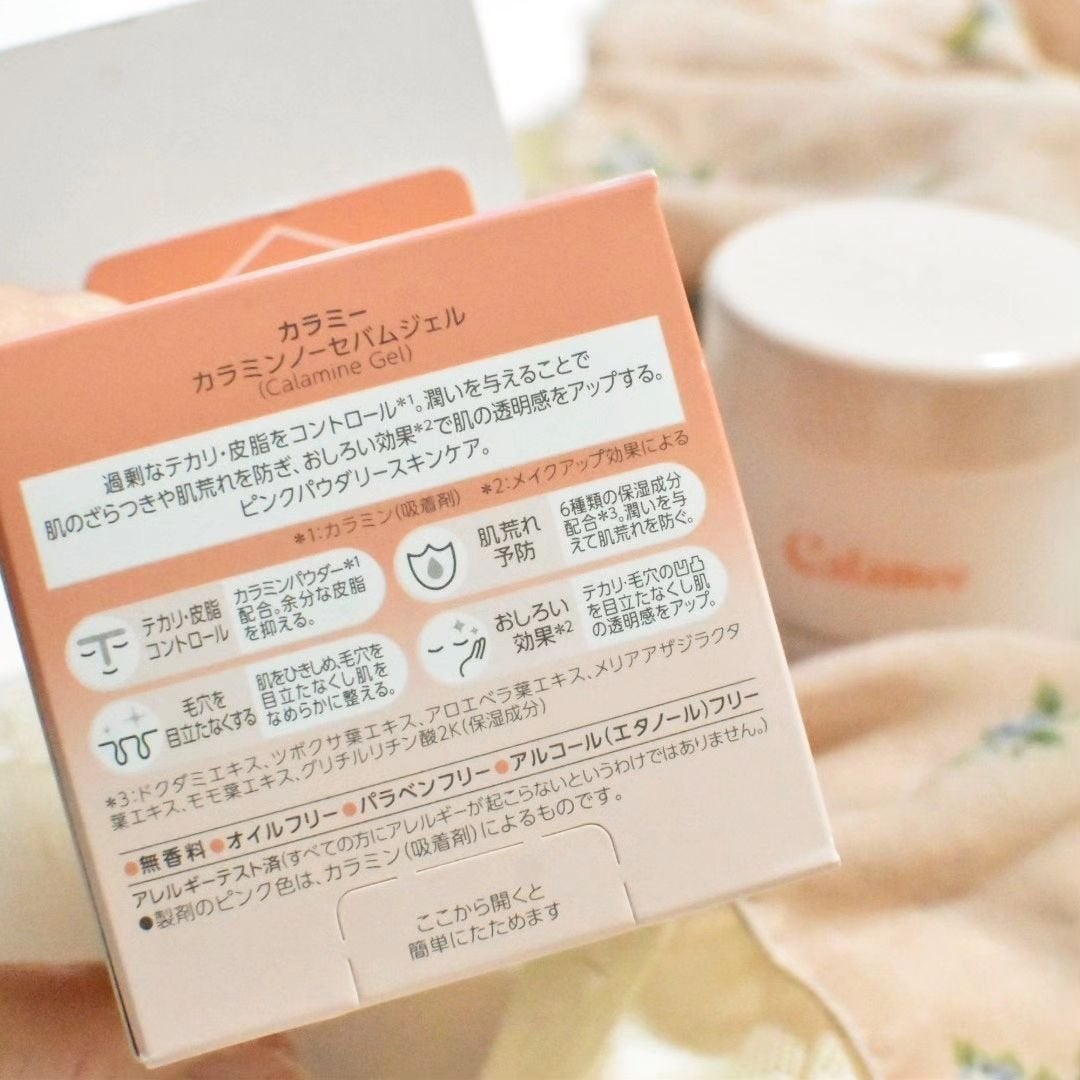 カラミー
カラミンノーセバムジェル
(Calamine Gel)
過剰なテカリ・皮脂をコントロール*1。潤いを与えることで
肌のざらつきや肌荒れを防ぎ、おしろい効果*2で肌の透明感をアップする。
ピンクパウダリースキンケア。
*1:カラミン(吸着剤) *2:メイクアップ効果による
テカリ・皮脂
コントロール
カラミンパウダー*1
配合。余分な皮脂
を抑える。
肌荒れ
予防
6種類の保湿成分
配合*3。潤いを与
えて肌荒れを防ぐ。
毛穴を
目立たなくする
肌をひきしめ、毛穴を
目立たなくし肌を
なめらかに整える。
おしろい
効果*2
テカリ・毛穴の凹凸
を目立たなくし肌
の透明感をアップ。
*3:ドクダミエキス、ツボクサ葉エキス、アロエベラ葉エキス、メリアアザジラクタ
葉エキス、モモ葉エキス、グリチルリチン酸2K(保湿成分)
●無香料●オイルフリー●パラベンフリー●アルコール(エタノール)フリー
アレルギーテスト済(すべての方にアレルギーが起こらないというわけではありません。)
●製剤のピンク色は、カラミン(吸着剤)によるものです。
ここから開くと
簡単にたためます
Calamee